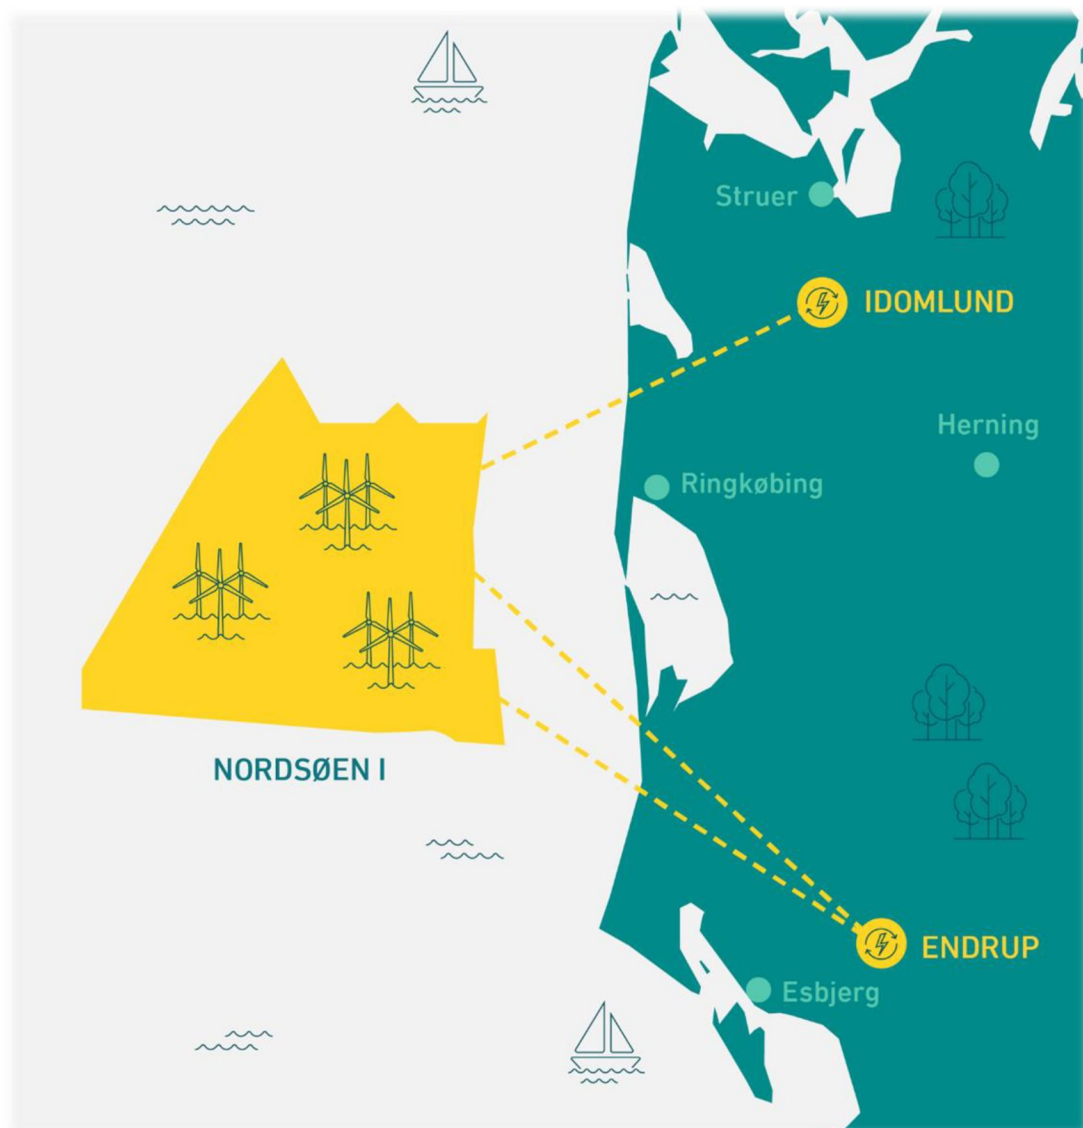 Struer
IDOMLUND
Herning
Ringkøbing
NORDSØEN I
ENDRUP
Esbjerg